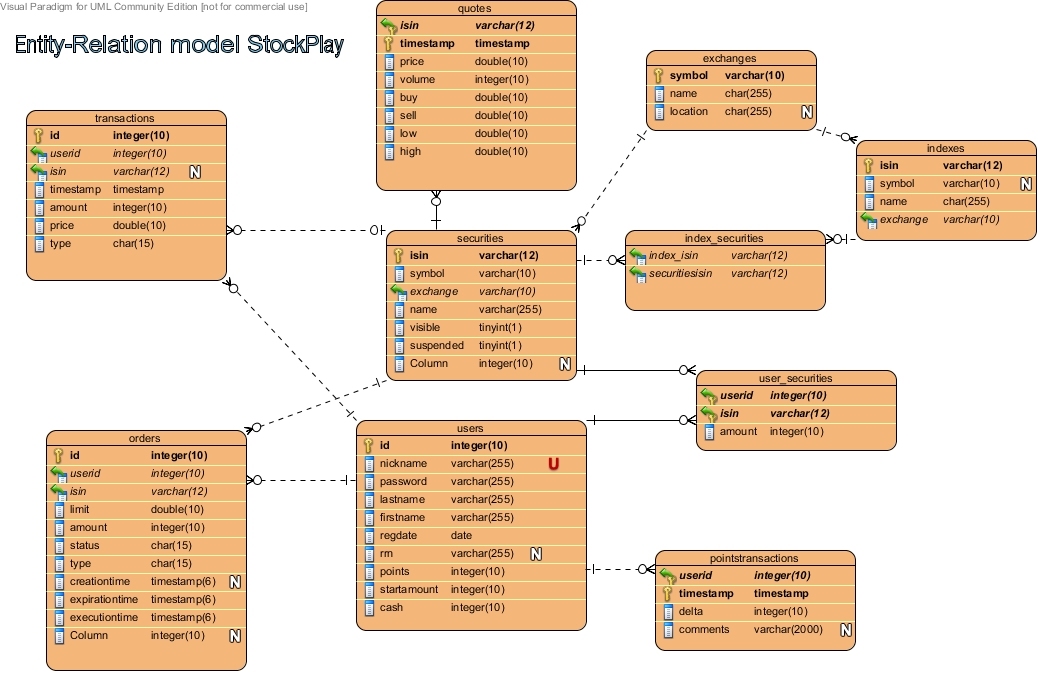 Visual Paradigm for UML Community Edition [not for commercial use]
Entity-Relation model StockPlay
quotes
isin varchar(12)
timestamp timestamp
price double(10)
volume integer(10)
buy double(10)
sell double(10)
low double(10)
high double(10)
exchanges
symbol varchar(10)
name char(255)
location char(255) N
transactions
id integer(10)
userid integer(10)
isin varchar(12) N
timestamp timestamp
amount integer(10)
price double(10)
type char(15)
indexes
isin varchar(12)
symbol varchar(10) N
name char(255)
exchange varchar(10)
securities
isin varchar(12)
symbol varchar(10)
exchange varchar(10)
name varchar(255)
visible tinyint(1)
suspended tinyint(1)
Column integer(10) N
index_securities
index_isin varchar(12)
securitiesisin varchar(12)
user_securities
userid integer(10)
isin varchar(12)
amount integer(10)
orders
id integer(10)
userid integer(10)
isin varchar(12)
limit double(10)
amount integer(10)
status char(15)
type char(15)
creationtime timestamp(6) N
expirationtime timestamp(6)
executiontime timestamp(6)
Column integer(10) N
users
id integer(10)
nickname varchar(255) U
password varchar(255)
lastname varchar(255)
firstname varchar(255)
regdate date
rrn varchar(255) N
points integer(10)
startamount integer(10)
cash integer(10)
pointstransactions
userid integer(10)
timestamp timestamp
delta integer(10)
comments varchar(2000) N